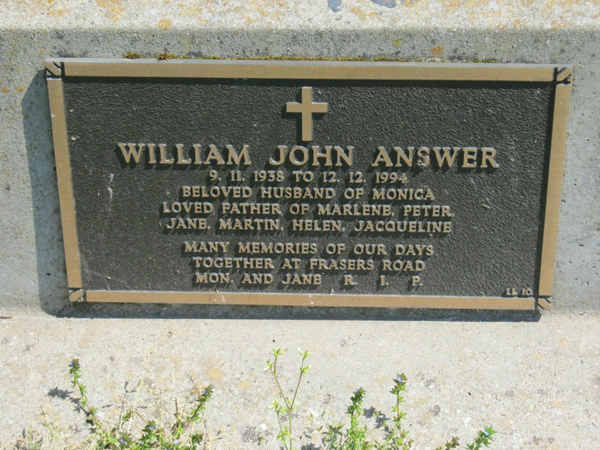 WILLIAM JOHN ANSWER
9. 11. 1938 TO 12. 12. 1994
BELOVED HUSBAND OF MONICA
LOVED FATHER OF MARLENE, PETER,
JANE, MARTIN, HELEN, JACQUELINE
MANY MEMORIES OF OUR DAYS
TOGETHER AT FRASERS ROAD
MON. AND JANE R. I. P.
LL 10